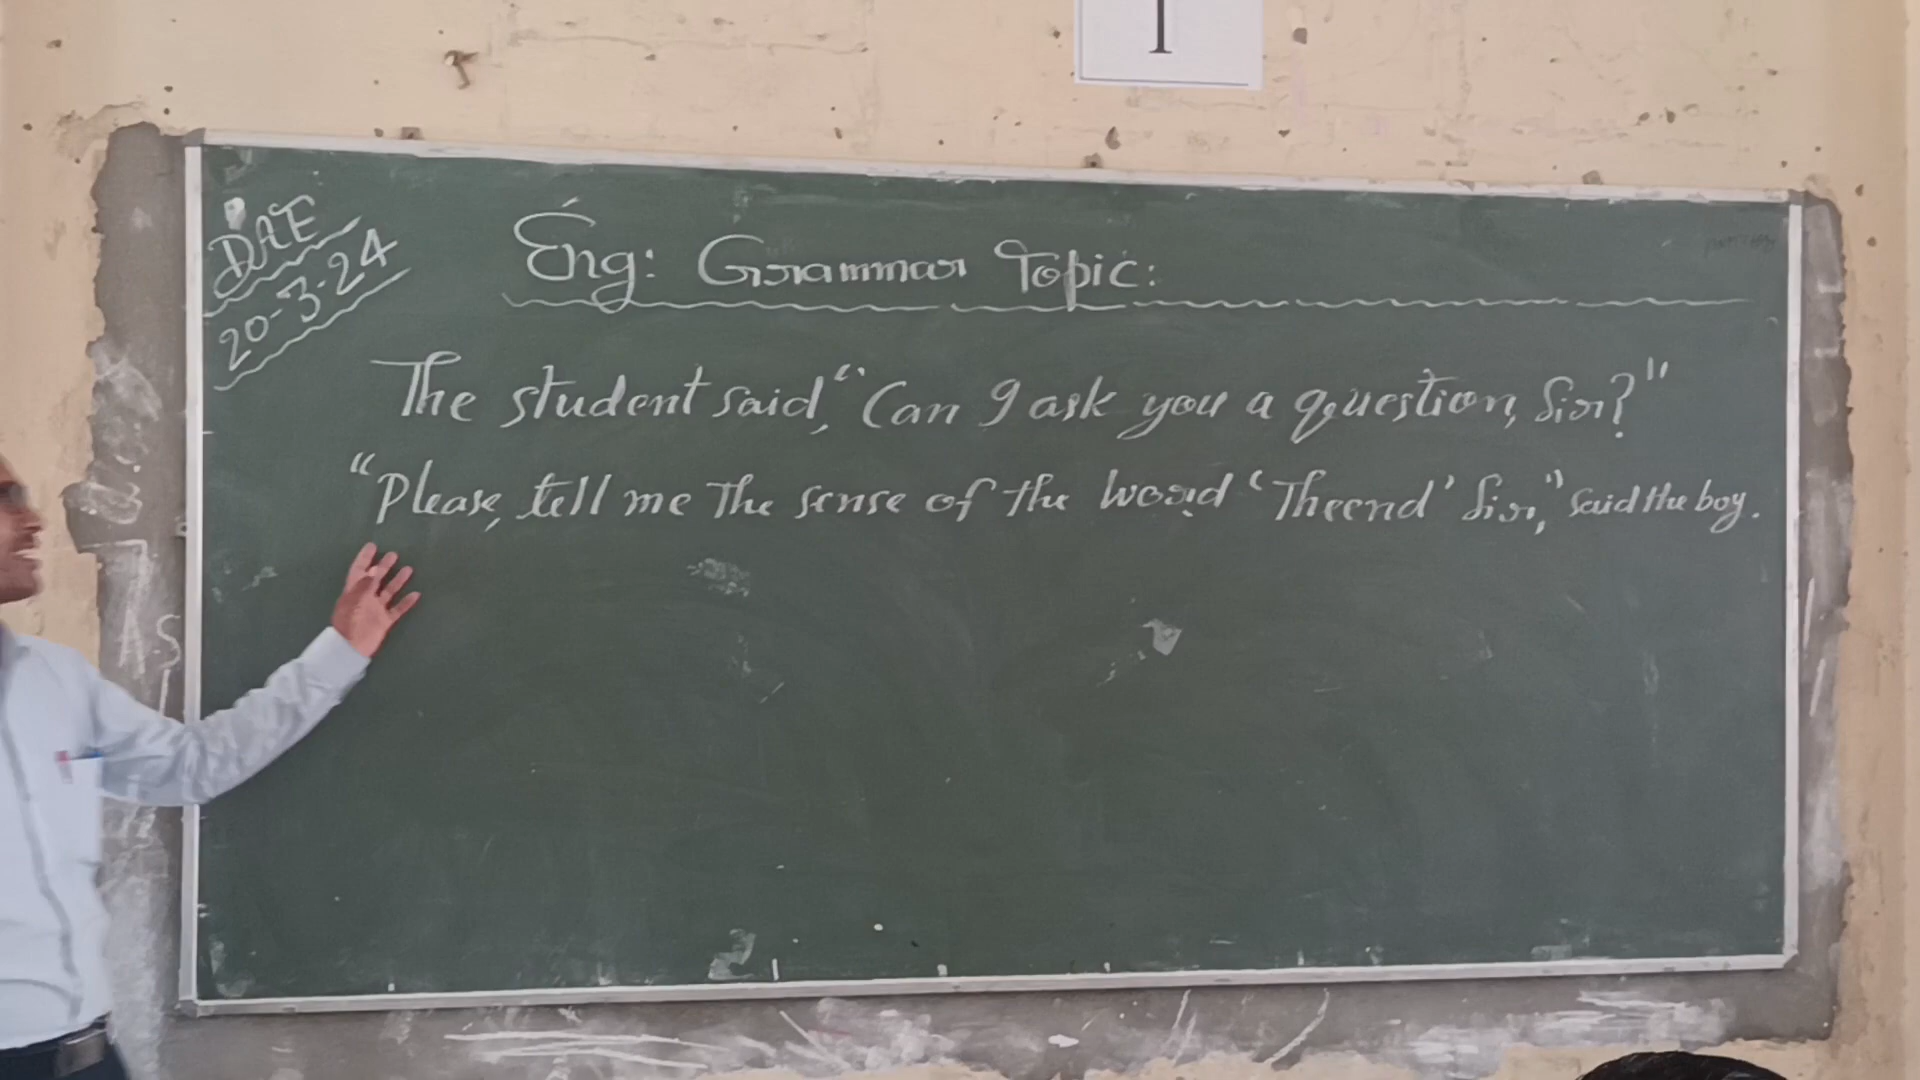 I
DATE
20-3-24
Eng: Grammar Topic:
The student said, "Can I ask you a question, Sir?"
"Please, tell me The sense of the word 'Theend' Sir," said the boy.
A.S